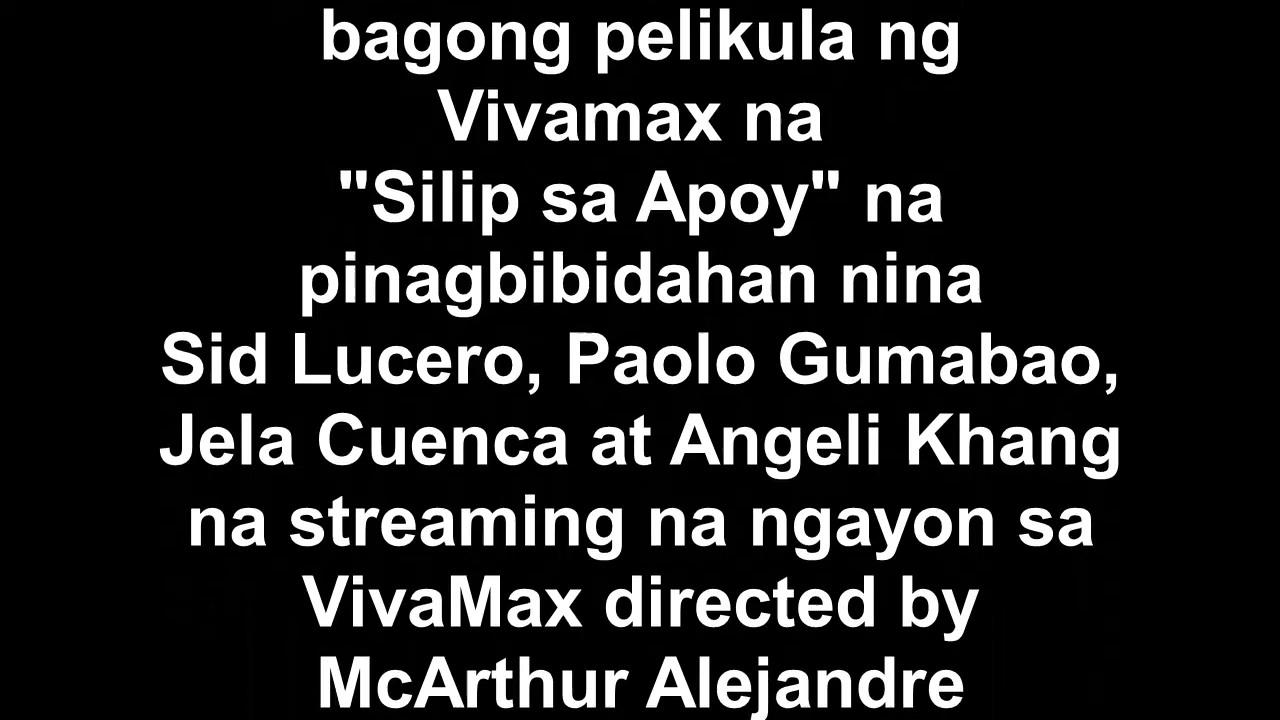 bagong pelikula ng
Vivamax na
"Silip sa Apoy" na
pinagbibidahan nina
Sid Lucero, Paolo Gumabao,
Jela Cuenca at Angeli Khang
na streaming na ngayon sa
VivaMax directed by
McArthur Alejandre